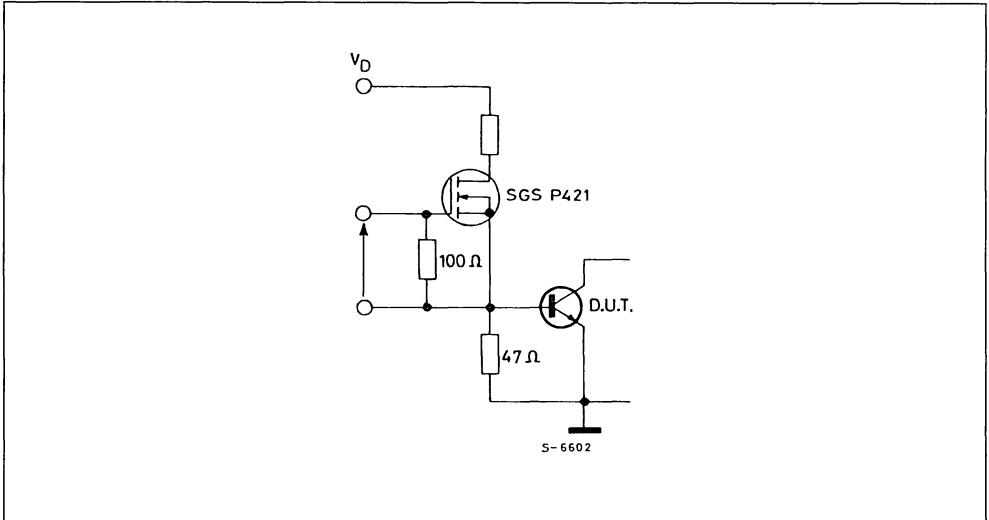 VD
SGS P421
100 Ω
D.U.T.
47 Ω
S-6602